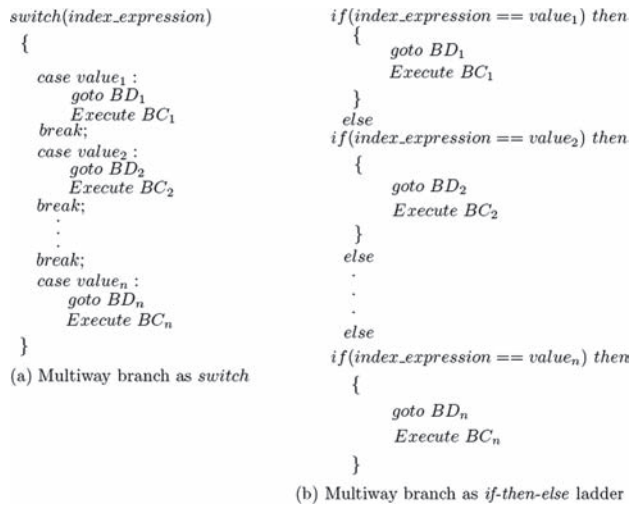 switch(index_expression)
{
case value₁ :
goto BD₁
Execute BC₁
break;
case value₂ :
goto BD₂
Execute BC₂
break;
.
.
.
break;
case valueₙ :
goto BDₙ
Execute BCₙ
}
(a) Multiway branch as switch
if(index_expression == value₁) then
{
goto BD₁
Execute BC₁
}
else
if(index_expression == value₂) then
{
goto BD₂
Execute BC₂
}
else
.
.
.
else
if(index_expression == valueₙ) then
{
goto BDₙ
Execute BCₙ
}
(b) Multiway branch as if-then-else ladder